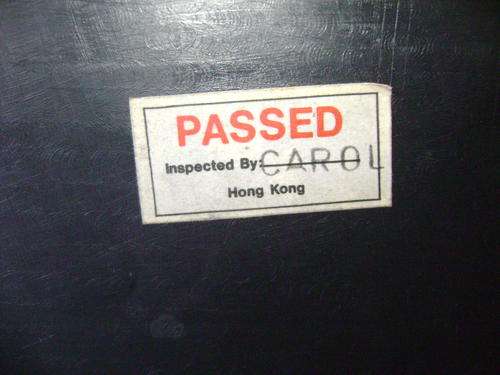 PASSED
Inspected By: CAROL
Hong Kong